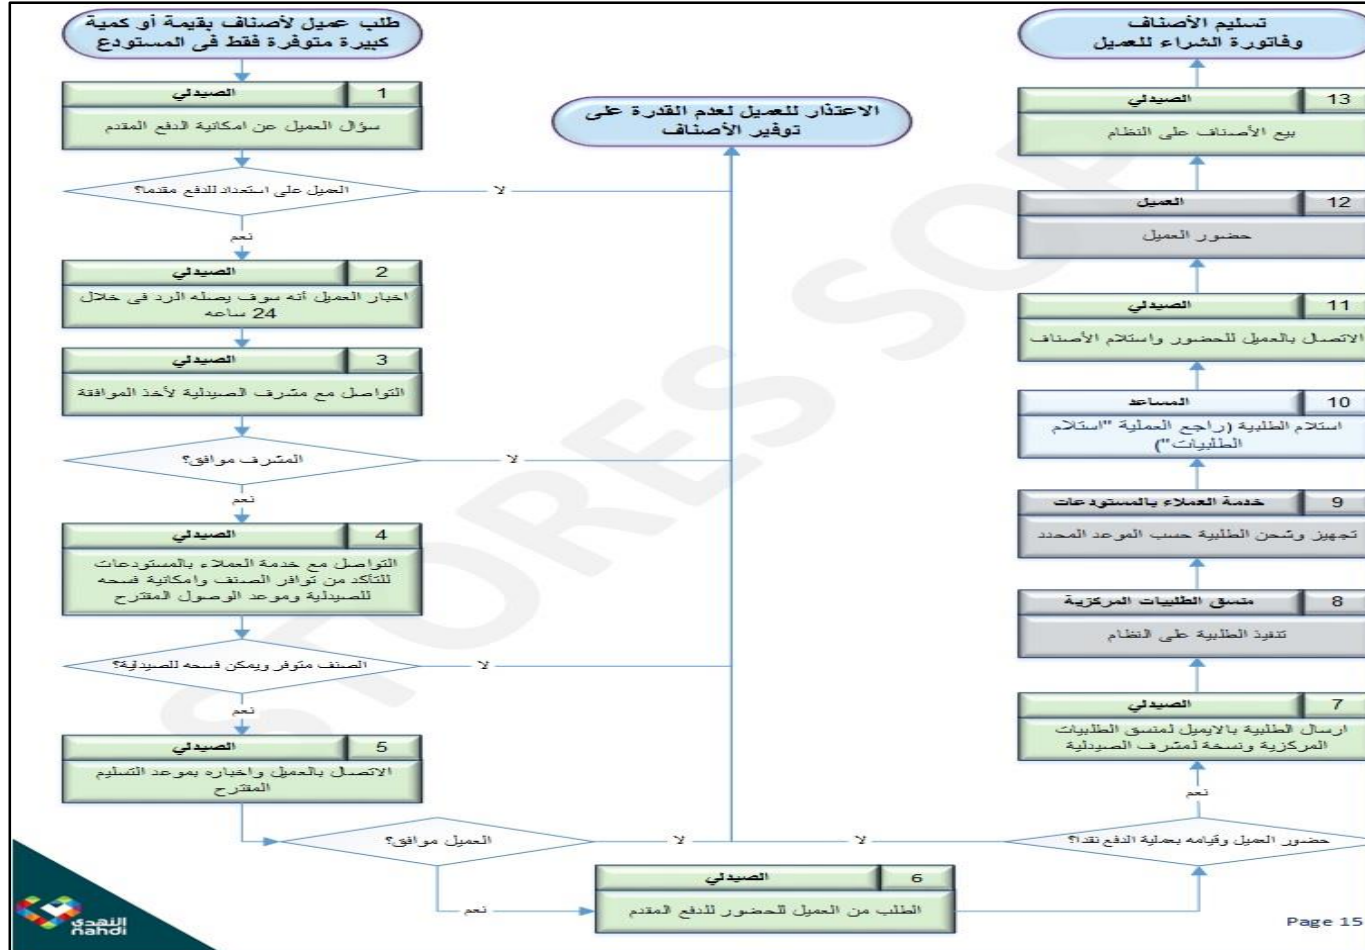 طلب عميل لأصناف بقيمة أو كمية
كبيرة متوفرة فقط فى المستودع
1 الصيدلي
سؤال العميل عن امكانية الدفع المقدم
العميل على استعداد للدفع مقدما؟
لا
نعم
2 الصيدلي
اخبار العميل أنه سوف يصله الرد فى خلال
24 ساعه
3 الصيدلي
التواصل مع مشرف الصيدلية لأخذ الموافقة
المشرف موافق؟
لا
نعم
4 الصيدلي
التواصل مع خدمة العملاء بالمستودعات
للتأكد من توافر الصنف وامكانية فسحه
للصيدلية وموعد الوصول المقترح
الصنف متوفر ويمكن فسحه للصيدلية؟
لا
نعم
5 الصيدلي
الاتصال بالعميل واخباره بموعد التسليم
المقترح
العميل موافق؟
لا
نعم
6 الصيدلي
الطلب من العميل للحضور للدفع المقدم
حضور العميل وقيامه بعملية الدفع نقدا؟
لا
نعم
7 الصيدلي
ارسال الطلبية بالايميل لمنسق الطلبيات
المركزية ونسخة لمشرف الصيدلية
8 منسق الطلبيات المركزية
تنفيذ الطلبية على النظام
9 خدمة العملاء بالمستودعات
تجهيز وشحن الطلبية حسب الموعد المحدد
10 المساعد
استلام الطلبية (راجع العملية "استلام
الطلبيات")
11 الصيدلي
الاتصال بالعميل للحضور واستلام الأصناف
12 العميل
حضور العميل
13 الصيدلي
بيع الأصناف على النظام
تسليم الأصناف
وفاتورة الشراء للعميل
الاعتذار للعميل لعدم القدرة على
توفير الأصناف
STORES SOP
النهدي
nahdi
Page 15